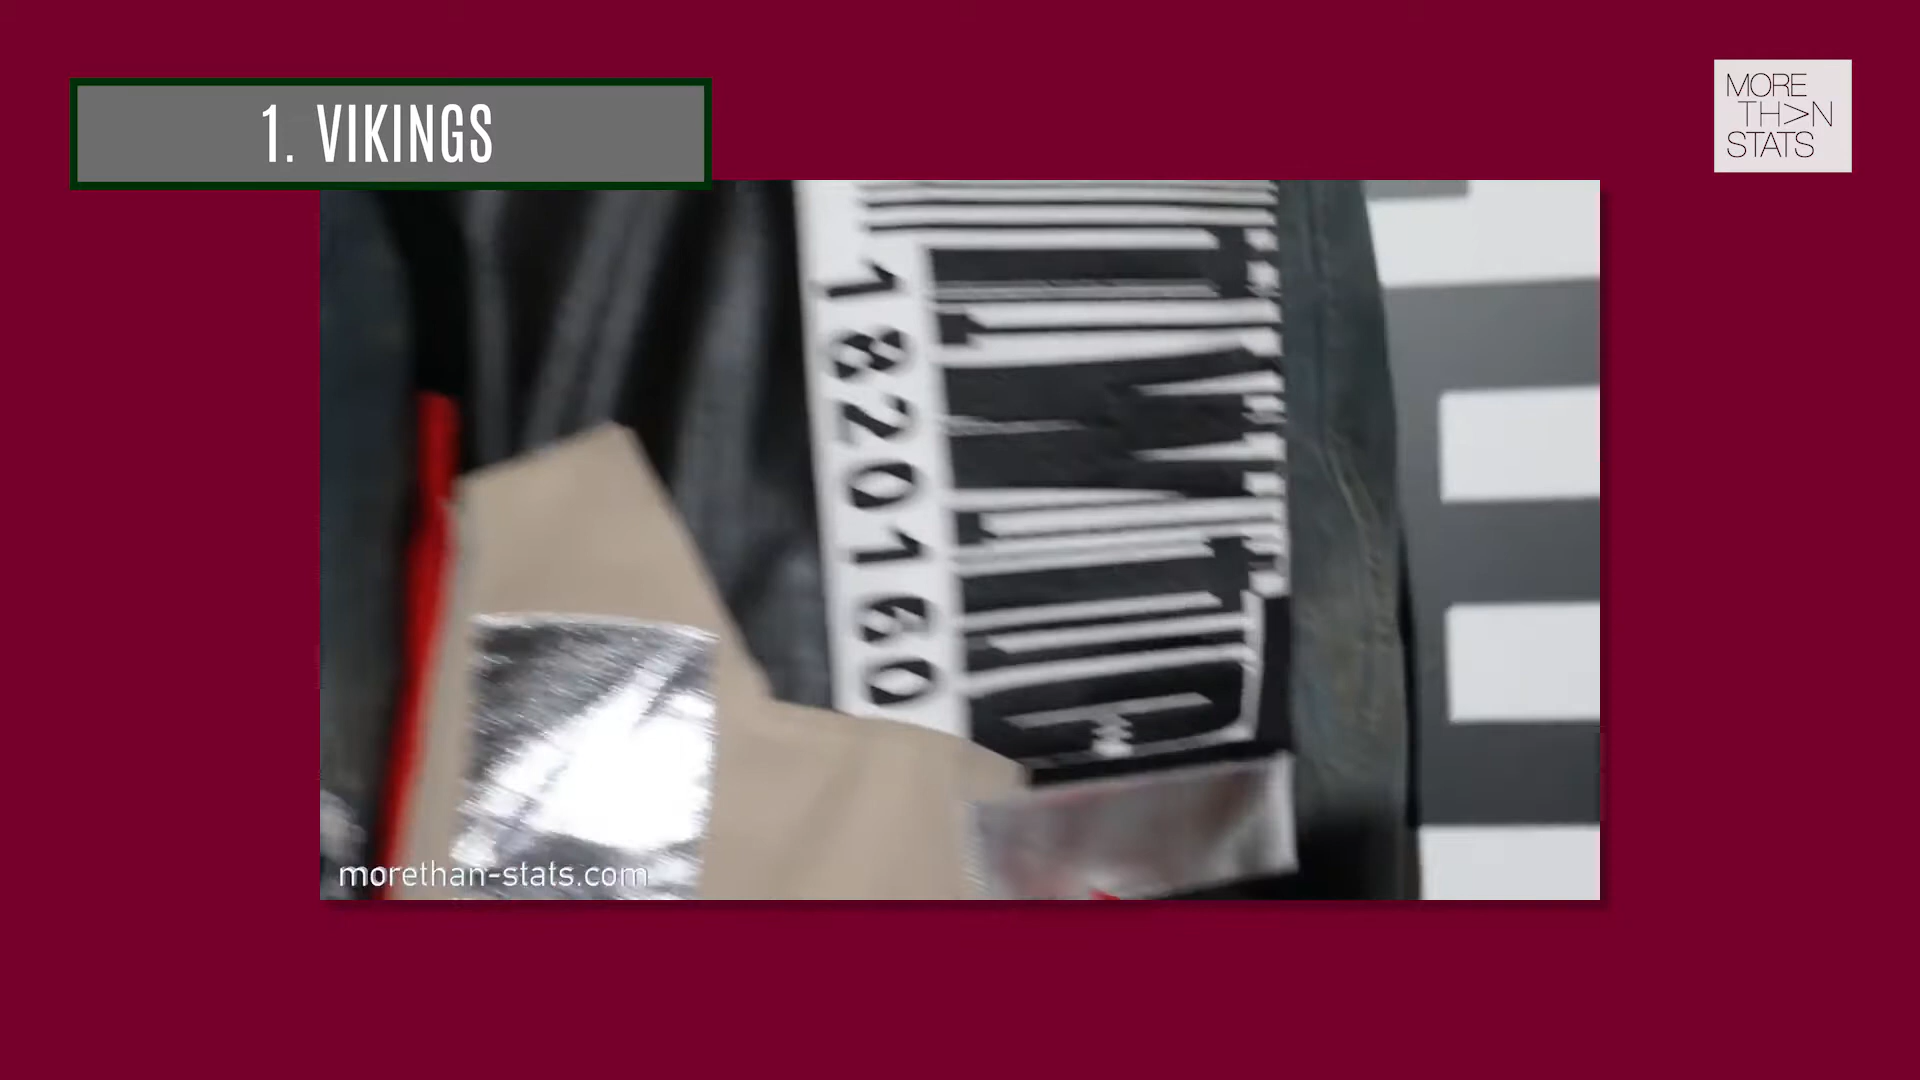 1. VIKINGS
MORE
TH>N
STATS
1820160
morethan-stats.com